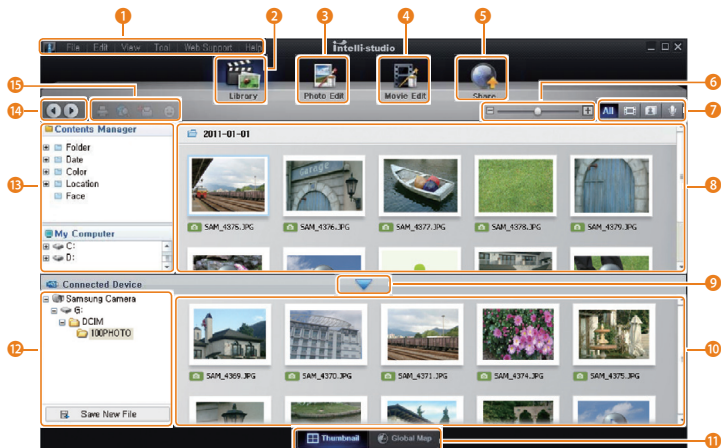 1
2
3
4
5
File Edit View Tool Web Support Help
intelli-studio
Library
Photo Edit
Movie Edit
Share
6
15
14
All
7
Contents Manager
Folder
Date
Color
Location
Face
13
2011-01-01
SAM_4375.JPG
SAM_4376.JPG
SAM_4377.JPG
SAM_4378.JPG
SAM_4379.JPG
8
My Computer
C:
D:
Connected Device
9
Samsung Camera
G:
DCIM
100PHOTO
12
SAM_4369.JPG
SAM_4370.JPG
SAM_4371.JPG
SAM_4374.JPG
SAM_4375.JPG
10
Save New File
Thumbnail
Global Map
11